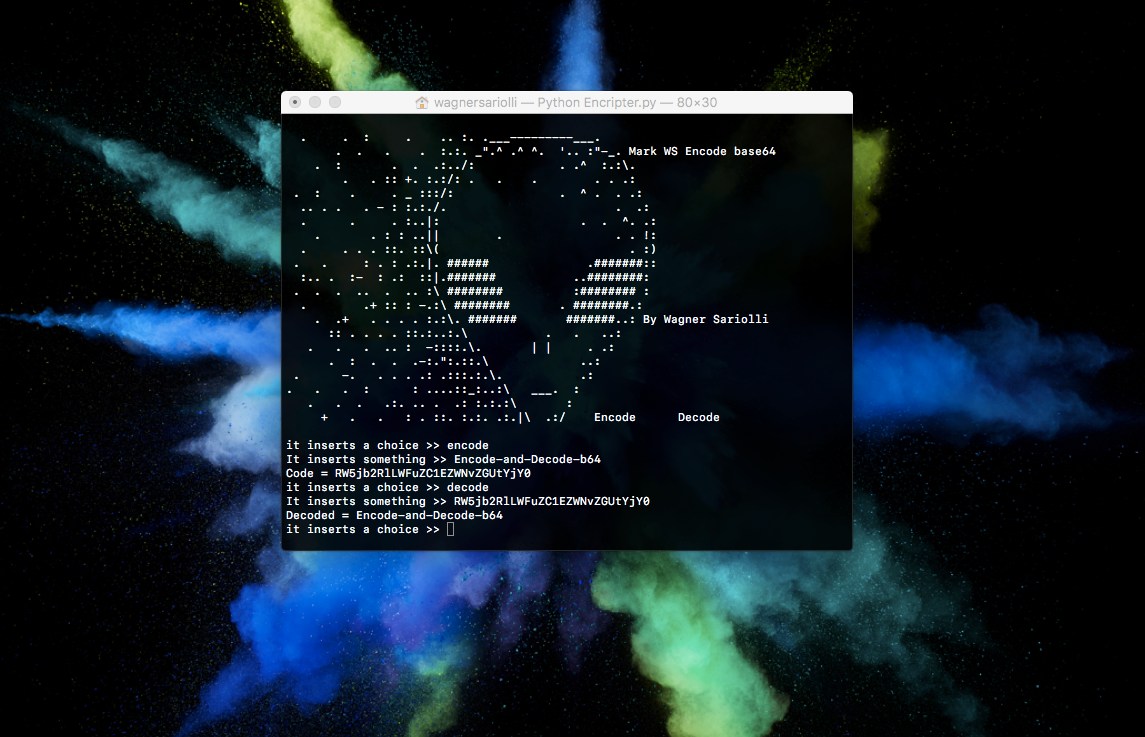 wagnersariolli — Python Encripter.py — 80×30
Mark WS Encode base64
By Wagner Sariolli
Encode Decode
it inserts a choice >> encode
It inserts something >> Encode-and-Decode-b64
Code = RW5jb2RlLWFuZC1EZWNvZGUtYjY0
it inserts a choice >> decode
It inserts something >> RW5jb2RlLWFuZC1EZWNvZGUtYjY0
Decoded = Encode-and-Decode-b64
it inserts a choice >>